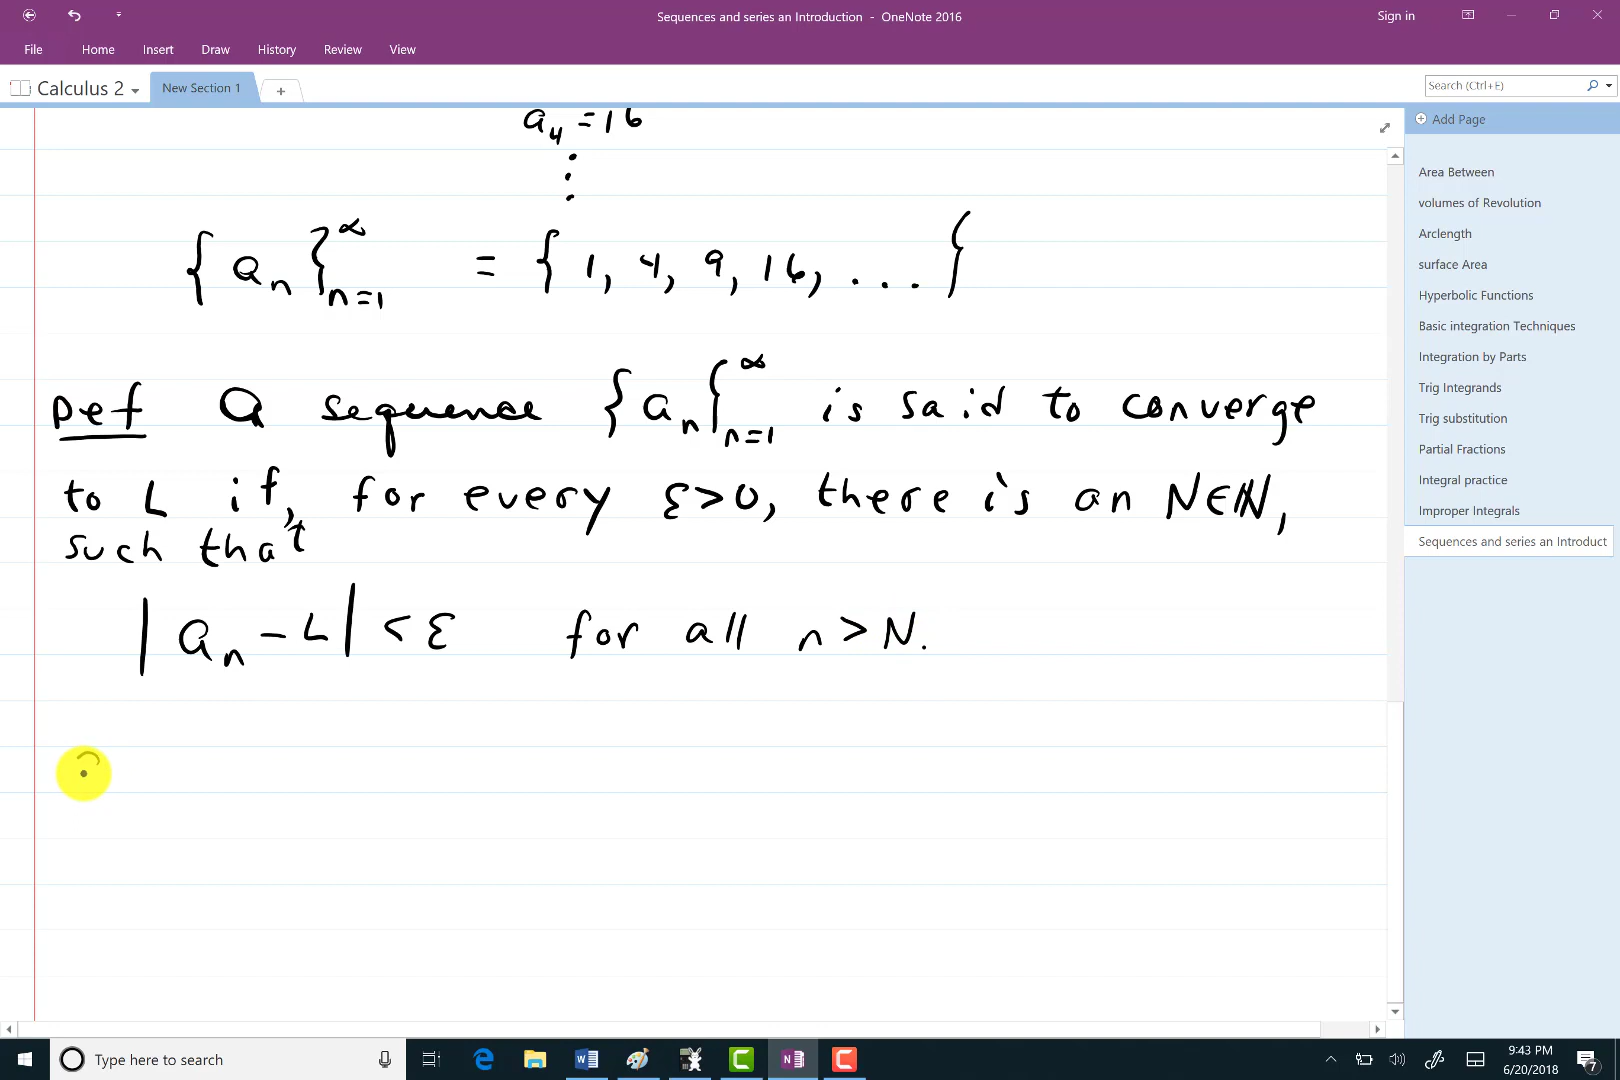 Sequences and series an Introduction - OneNote 2016
Sign in
File Home Insert Draw History Review View
Calculus 2
New Section 1
+
Search (Ctrl+E)
Add Page
a₄ = 16
⋮
{aₙ}ₙ₌₁^∞ = {1, 4, 9, 16, ...}
Def A sequence {aₙ}ₙ₌₁^∞ is said to converge
to L if, for every ε>0, there is an N∈ℕ,
such that
|aₙ - L| < ε for all n > N.
Area Between
volumes of Revolution
Arclength
surface Area
Hyperbolic Functions
Basic integration Techniques
Integration by Parts
Trig Integrands
Trig substitution
Partial Fractions
Integral practice
Improper Integrals
Sequences and series an Introduct
Type here to search
9:43 PM
6/20/2018
7